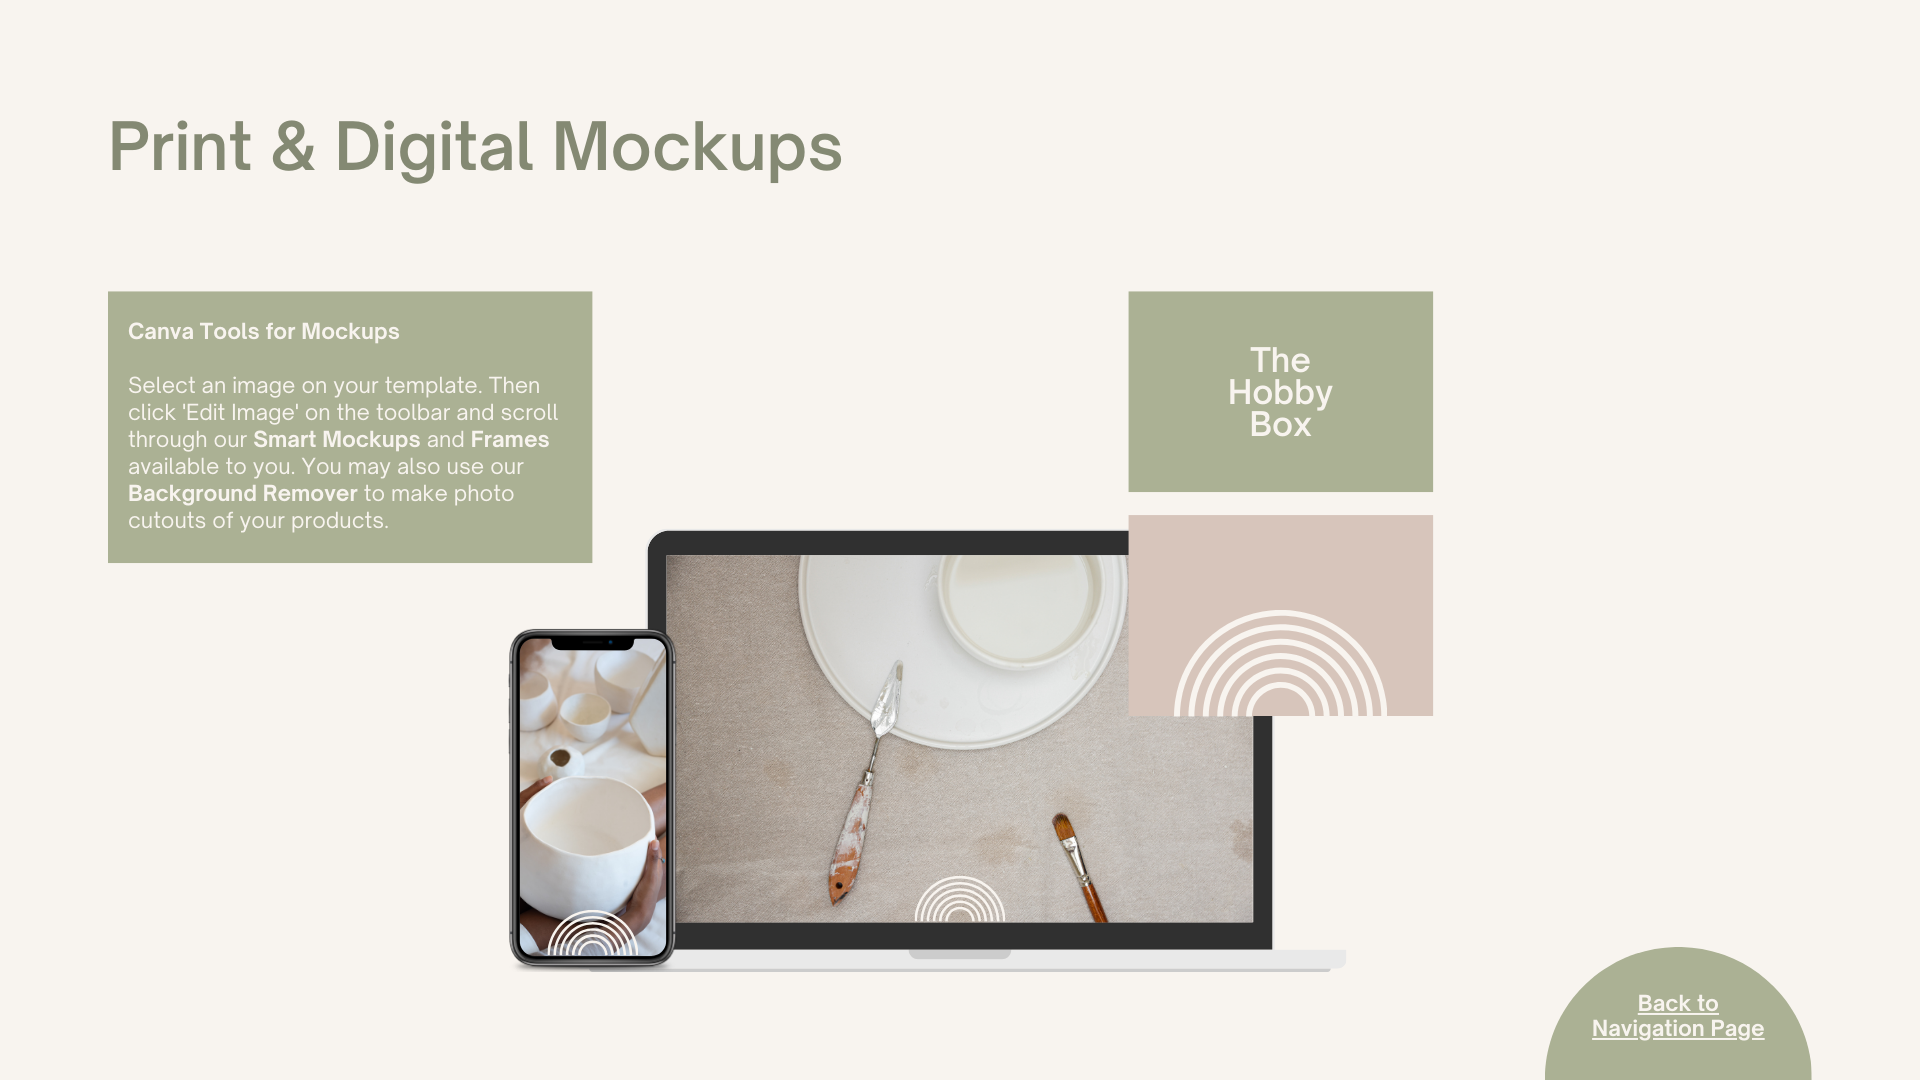 Print & Digital Mockups
Canva Tools for Mockups
Select an image on your template. Then
click 'Edit Image' on the toolbar and scroll
through our Smart Mockups and Frames
available to you. You may also use our
Background Remover to make photo
cutouts of your products.
The
Hobby
Box
Back to
Navigation Page